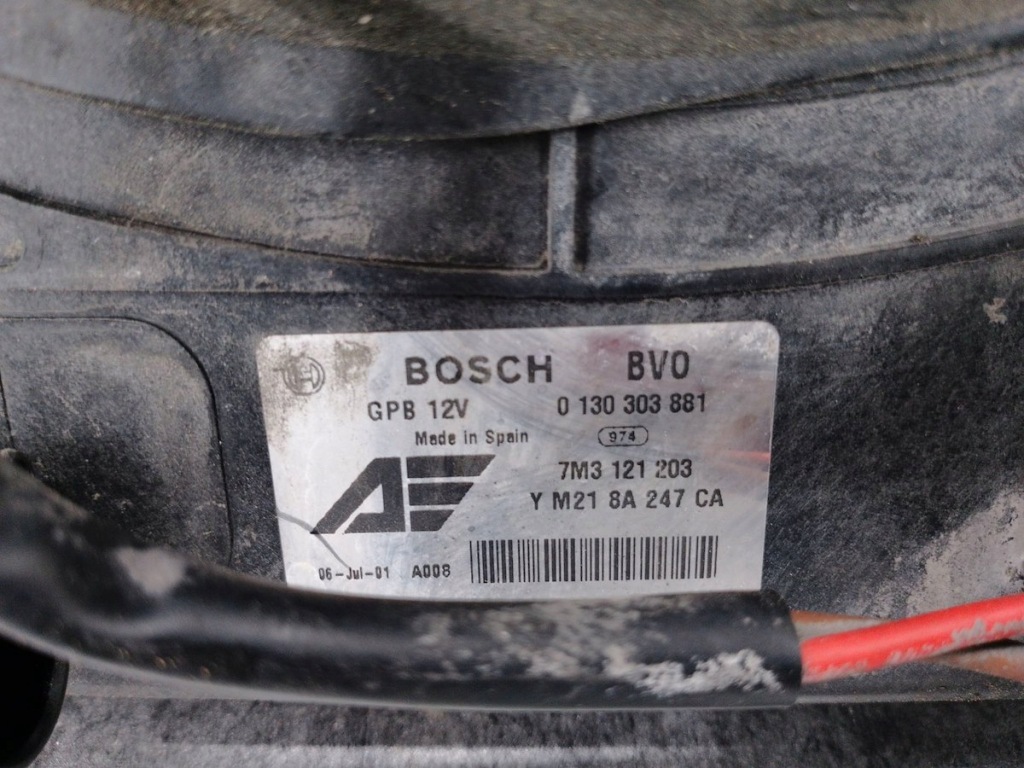 BOSCH BVO
GPB 12V 0 130 303 881
Made in Spain 974
7M3 121 203
Y M21 8A 247 CA
06-Jul-01 A008